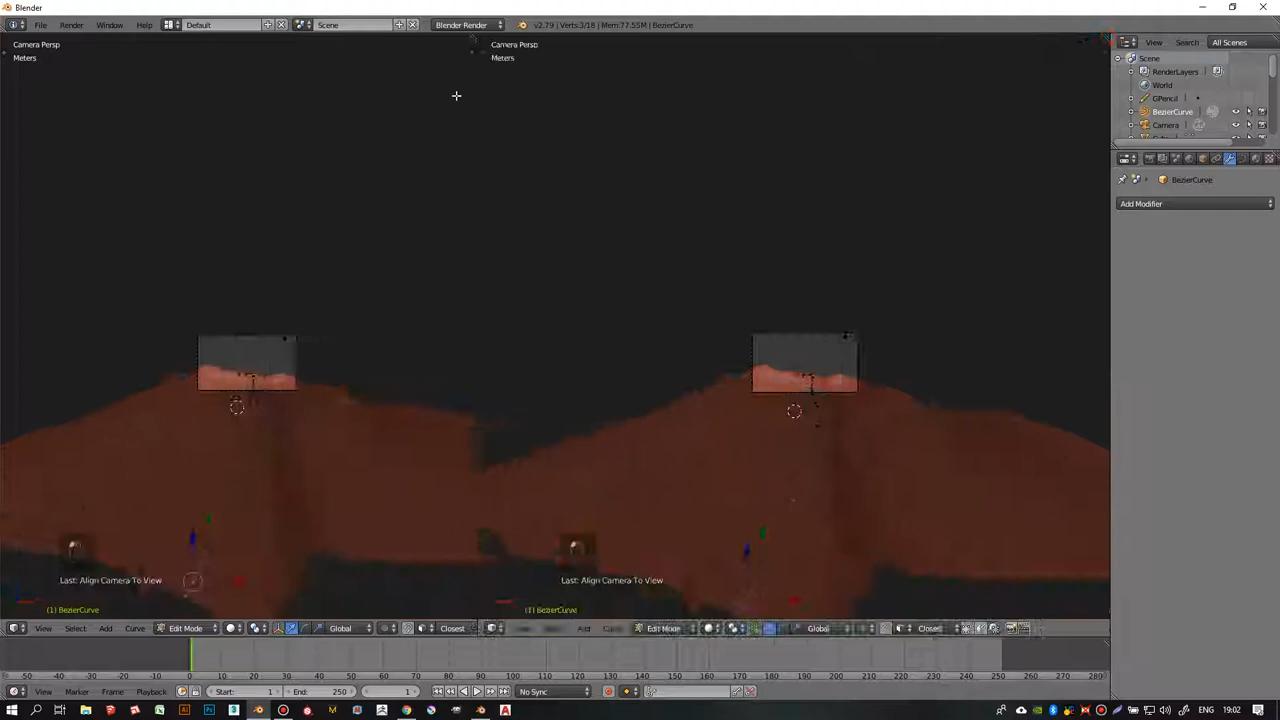 Blender
File Render Window Help Default Scene Blender Render v2.79 | Verts:3/18 | Mem:77.55M | BezierCurve
View Search All Scenes
Camera Persp Camera Persp
Meters Meters
Scene
RenderLayers
World
GPencil
BezierCurve
Camera
BezierCurve
Add Modifier
Last: Align Camera To View Last: Align Camera To View
(1) BezierCurve (1) BezierCurve
View Select Add Curve Edit Mode Global Closest Add Edit Mode Global Closest
-50 -40 -30 -20 -10 0 10 20 30 40 50 60 70 80 90 100 110 120 130 140 150 160 170 180 190 200 210 220 230 240 250 260 270 280
View Marker Frame Playback Start: 1 End: 250 1 No Sync
ENG 19:02